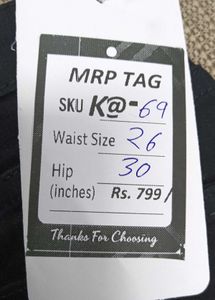 MRP TAG
SKU K@-69
Waist Size 26
Hip 30
(inches) Rs. 799/
Thanks For Choosing